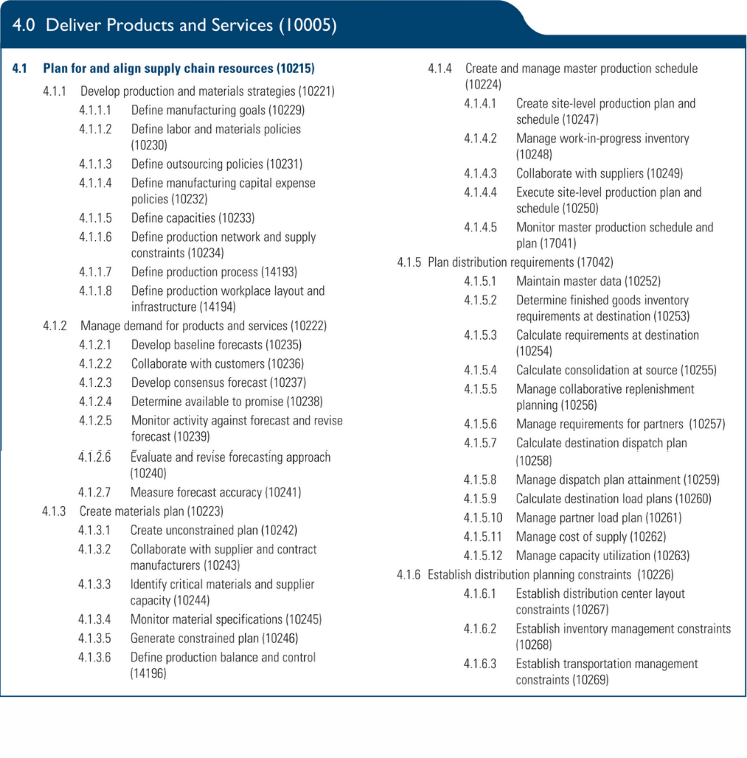 4.0 Deliver Products and Services (10005)
4.1 Plan for and align supply chain resources (10215)
4.1.1 Develop production and materials strategies (10221)
4.1.1.1 Define manufacturing goals (10229)
4.1.1.2 Define labor and materials policies
(10230)
4.1.1.3 Define outsourcing policies (10231)
4.1.1.4 Define manufacturing capital expense
policies (10232)
4.1.1.5 Define capacities (10233)
4.1.1.6 Define production network and supply
constraints (10234)
4.1.1.7 Define production process (14193)
4.1.1.8 Define production workplace layout and
infrastructure (14194)
4.1.2 Manage demand for products and services (10222)
4.1.2.1 Develop baseline forecasts (10235)
4.1.2.2 Collaborate with customers (10236)
4.1.2.3 Develop consensus forecast (10237)
4.1.2.4 Determine available to promise (10238)
4.1.2.5 Monitor activity against forecast and revise
forecast (10239)
4.1.2.6 Evaluate and revise forecasting approach
(10240)
4.1.2.7 Measure forecast accuracy (10241)
4.1.3 Create materials plan (10223)
4.1.3.1 Create unconstrained plan (10242)
4.1.3.2 Collaborate with supplier and contract
manufacturers (10243)
4.1.3.3 Identify critical materials and supplier
capacity (10244)
4.1.3.4 Monitor material specifications (10245)
4.1.3.5 Generate constrained plan (10246)
4.1.3.6 Define production balance and control
(14196)
4.1.4 Create and manage master production schedule
(10224)
4.1.4.1 Create site-level production plan and
schedule (10247)
4.1.4.2 Manage work-in-progress inventory
(10248)
4.1.4.3 Collaborate with suppliers (10249)
4.1.4.4 Execute site-level production plan and
schedule (10250)
4.1.4.5 Monitor master production schedule and
plan (17041)
4.1.5 Plan distribution requirements (17042)
4.1.5.1 Maintain master data (10252)
4.1.5.2 Determine finished goods inventory
requirements at destination (10253)
4.1.5.3 Calculate requirements at destination
(10254)
4.1.5.4 Calculate consolidation at source (10255)
4.1.5.5 Manage collaborative replenishment
planning (10256)
4.1.5.6 Manage requirements for partners (10257)
4.1.5.7 Calculate destination dispatch plan
(10258)
4.1.5.8 Manage dispatch plan attainment (10259)
4.1.5.9 Calculate destination load plans (10260)
4.1.5.10 Manage partner load plan (10261)
4.1.5.11 Manage cost of supply (10262)
4.1.5.12 Manage capacity utilization (10263)
4.1.6 Establish distribution planning constraints (10226)
4.1.6.1 Establish distribution center layout
constraints (10267)
4.1.6.2 Establish inventory management constraints
(10268)
4.1.6.3 Establish transportation management
constraints (10269)